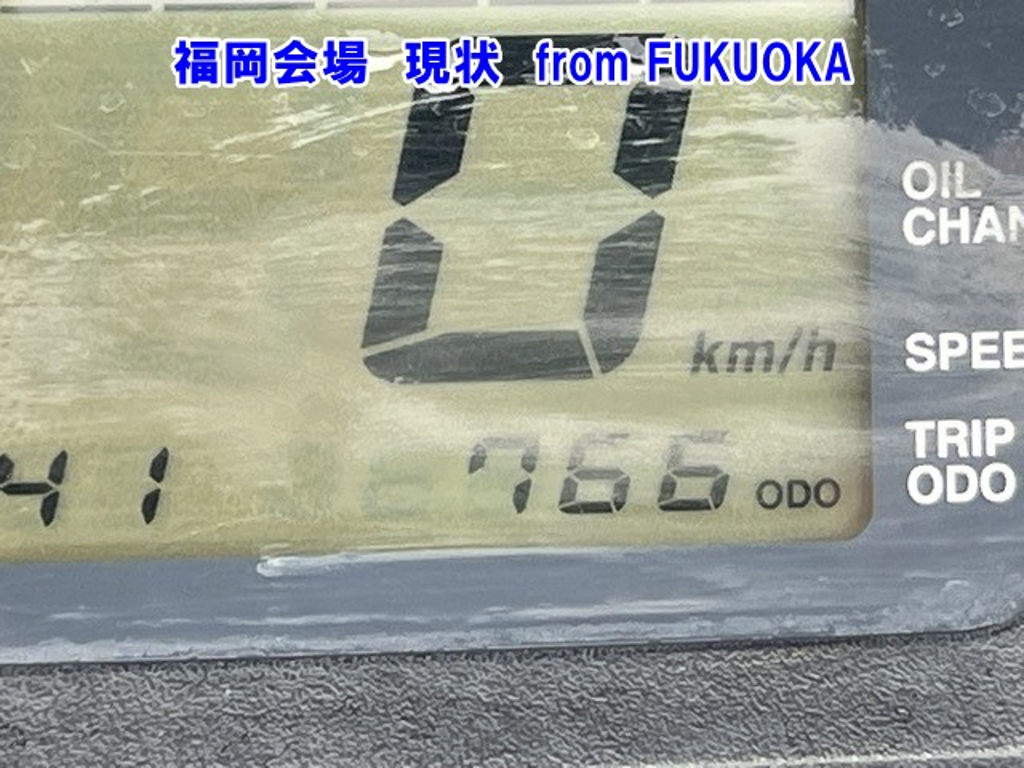 福岡会場 現状 from FUKUOKA
0
km/h
41
766 ODO
OIL
CHAN
SPEE
TRIP
ODO